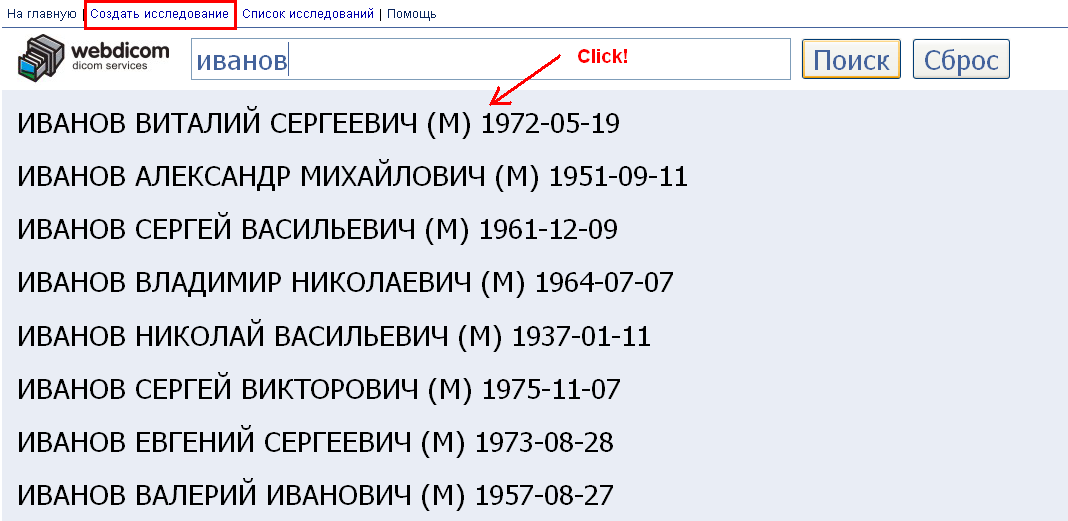 На главную | Создать исследование Список исследований | Помощь
webdicom
dicom services
иванов
Click!
Поиск
Сброс
ИВАНОВ ВИТАЛИЙ СЕРГЕЕВИЧ (М) 1972-05-19
ИВАНОВ АЛЕКСАНДР МИХАЙЛОВИЧ (М) 1951-09-11
ИВАНОВ СЕРГЕЙ ВАСИЛЬЕВИЧ (М) 1961-12-09
ИВАНОВ ВЛАДИМИР НИКОЛАЕВИЧ (М) 1964-07-07
ИВАНОВ НИКОЛАЙ ВАСИЛЬЕВИЧ (М) 1937-01-11
ИВАНОВ СЕРГЕЙ ВИКТОРОВИЧ (М) 1975-11-07
ИВАНОВ ЕВГЕНИЙ СЕРГЕЕВИЧ (М) 1973-08-28
ИВАНОВ ВАЛЕРИЙ ИВАНОВИЧ (М) 1957-08-27